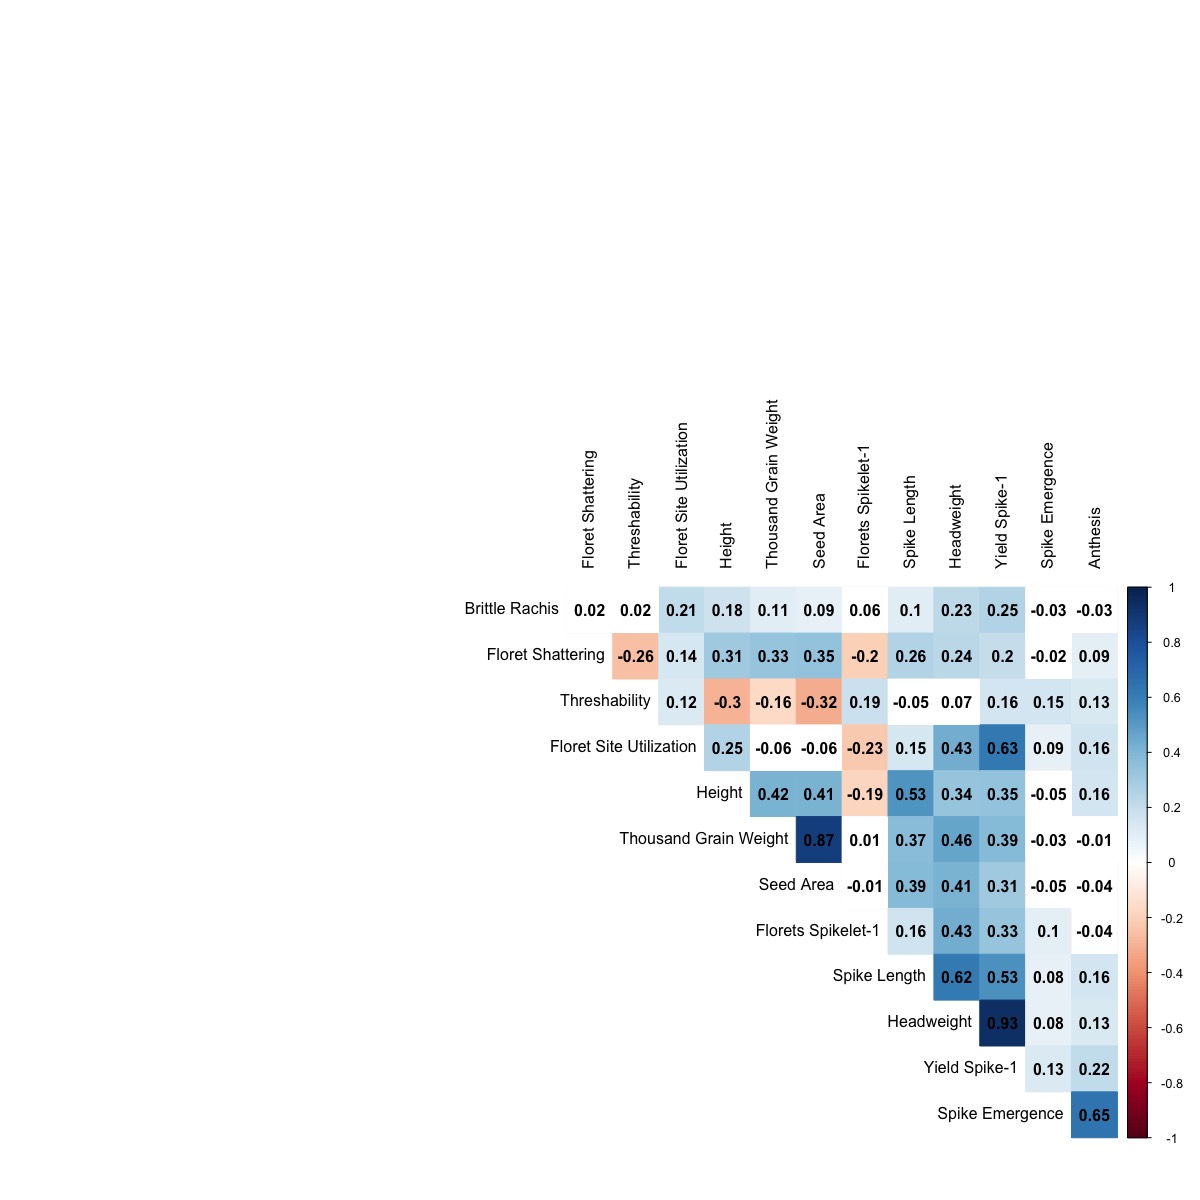 Floret Shattering
Threshability
Floret Site Utilization
Height
Thousand Grain Weight
Seed Area
Florets Spikelet-1
Spike Length
Headweight
Yield Spike-1
Spike Emergence
Anthesis
Brittle Rachis 0.02 0.02 0.21 0.18 0.11 0.09 0.06 0.1 0.23 0.25 -0.03 -0.03
Floret Shattering -0.26 0.14 0.31 0.33 0.35 -0.2 0.26 0.24 0.2 -0.02 0.09
Threshability 0.12 -0.3 -0.16 -0.32 0.19 -0.05 0.07 0.16 0.15 0.13
Floret Site Utilization 0.25 -0.06 -0.06 -0.23 0.15 0.43 0.63 0.09 0.16
Height 0.42 0.41 -0.19 0.53 0.34 0.35 -0.05 0.16
Thousand Grain Weight 0.87 0.01 0.37 0.46 0.39 -0.03 -0.01
Seed Area -0.01 0.39 0.41 0.31 -0.05 -0.04
Florets Spikelet-1 0.16 0.43 0.33 0.1 -0.04
Spike Length 0.62 0.53 0.08 0.16
Headweight 0.93 0.08 0.13
Yield Spike-1 0.13 0.22
Spike Emergence 0.65
1
0.8
0.6
0.4
0.2
0
-0.2
-0.4
-0.6
-0.8
-1